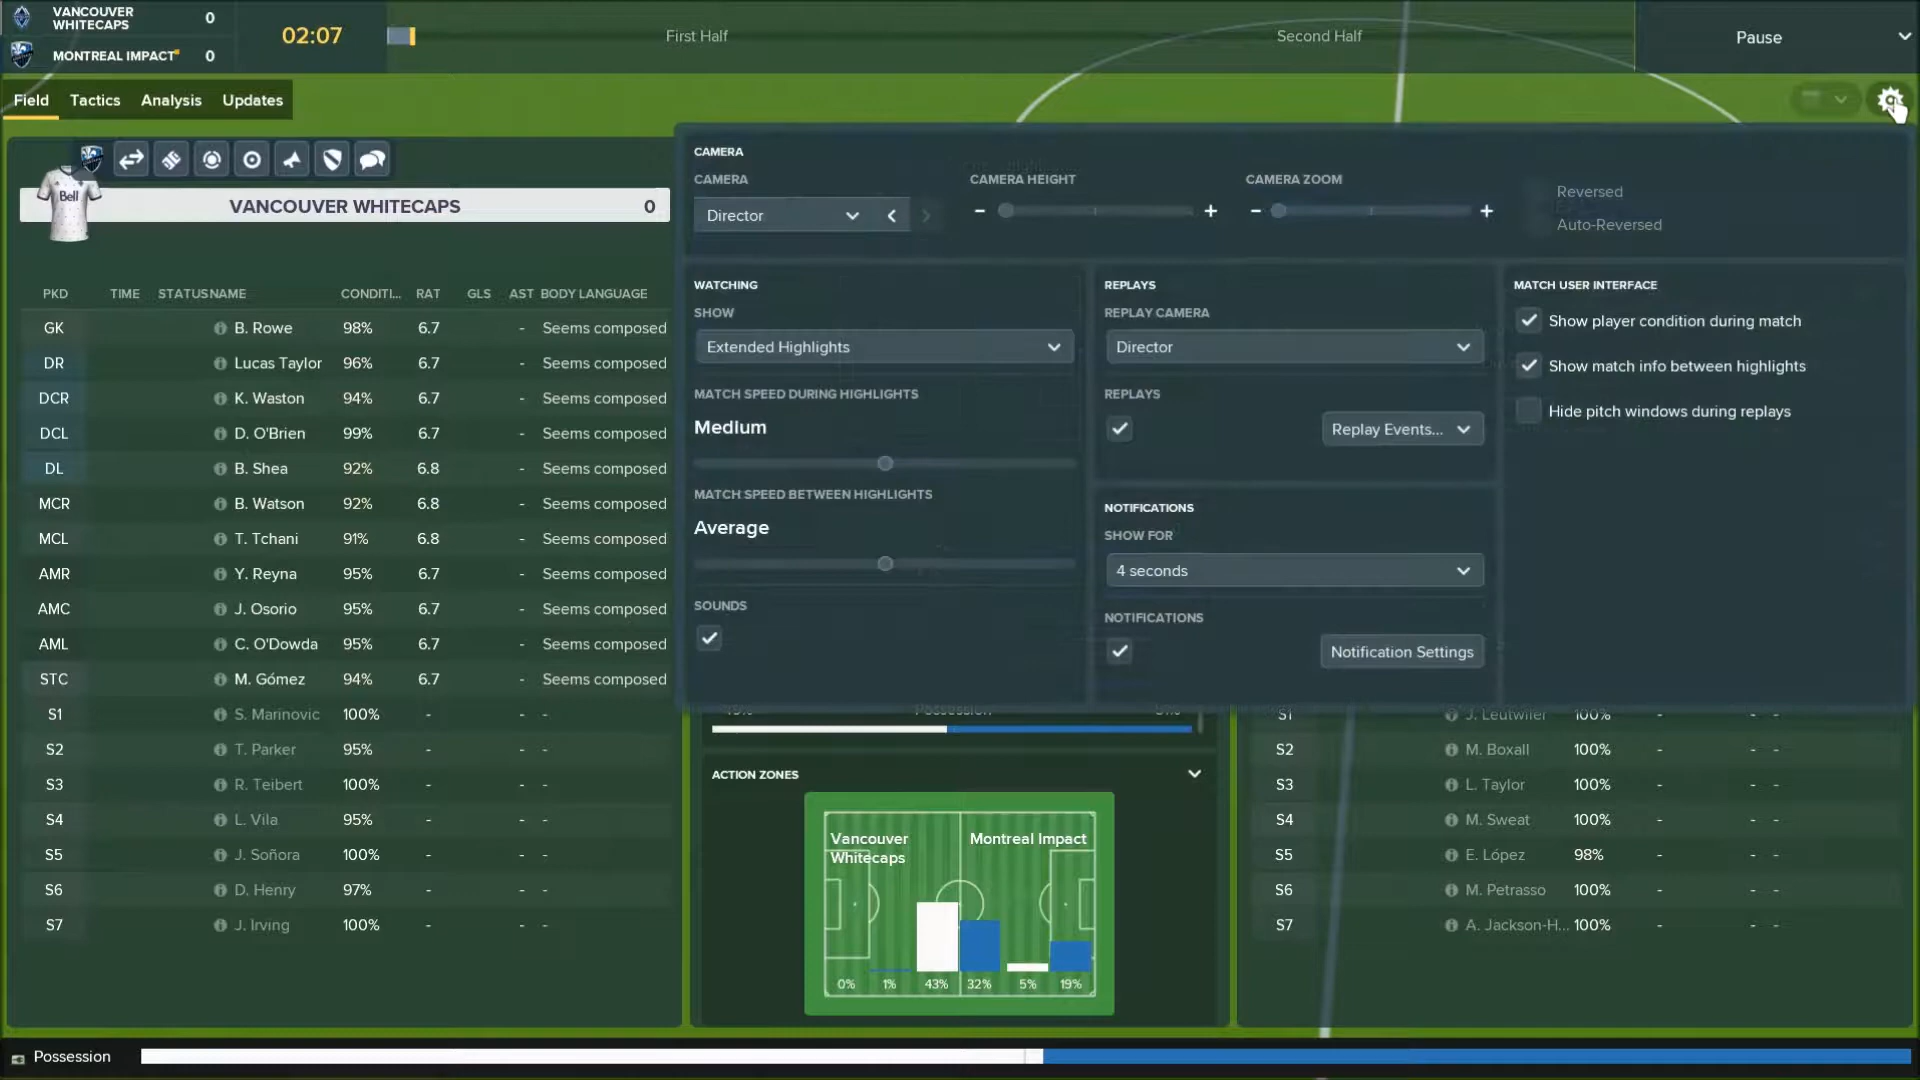 VANCOUVER
WHITECAPS 0
MONTREAL IMPACT 0
02:07
First Half
Second Half
Pause
Field Tactics Analysis Updates
Bell
VANCOUVER WHITECAPS 0
PKD TIME STATUS NAME CONDITI... RAT GLS AST BODY LANGUAGE
GK B. Rowe 98% 6.7 - Seems composed
DR Lucas Taylor 96% 6.7 - Seems composed
DCR K. Waston 94% 6.7 - Seems composed
DCL D. O'Brien 99% 6.7 - Seems composed
DL B. Shea 92% 6.8 - Seems composed
MCR B. Watson 92% 6.8 - Seems composed
MCL T. Tchani 91% 6.8 - Seems composed
AMR Y. Reyna 95% 6.7 - Seems composed
AMC J. Osorio 95% 6.7 - Seems composed
AML C. O'Dowda 95% 6.7 - Seems composed
STC M. Gómez 94% 6.7 - Seems composed
S1 S. Marinovic 100% - - -
S2 T. Parker 95% - - -
S3 R. Teibert 100% - - -
S4 L. Vila 95% - - -
S5 J. Soñora 100% - - -
S6 D. Henry 97% - - -
S7 J. Irving 100% - - -
CAMERA
CAMERA
Director
CAMERA HEIGHT
- +
CAMERA ZOOM
- +
Reversed
Auto-Reversed
WATCHING
SHOW
Extended Highlights
MATCH SPEED DURING HIGHLIGHTS
Medium
MATCH SPEED BETWEEN HIGHLIGHTS
Average
SOUNDS
REPLAYS
REPLAY CAMERA
Director
REPLAYS
Replay Events...
NOTIFICATIONS
SHOW FOR
4 seconds
NOTIFICATIONS
Notification Settings
MATCH USER INTERFACE
Show player condition during match
Show match info between highlights
Hide pitch windows during replays
Possession
ACTION ZONES
Vancouver
Whitecaps
Montreal Impact
0% 1% 43% 32% 5% 19%
S1 J. Leutwiler 100% - - -
S2 M. Boxall 100% - - -
S3 L. Taylor 100% - - -
S4 M. Sweat 100% - - -
S5 E. López 98% - - -
S6 M. Petrasso 100% - - -
S7 A. Jackson-H... 100% - - -
Possession